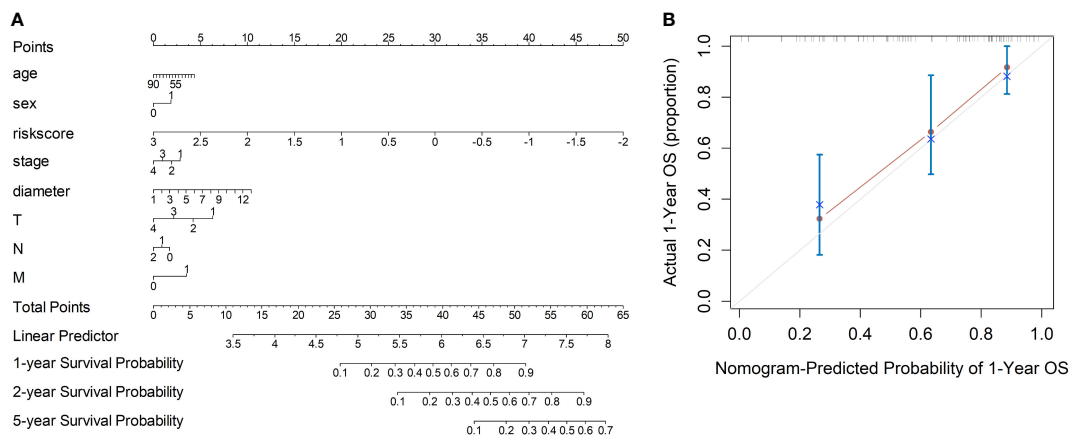 A
Points
0 5 10 15 20 25 30 35 40 45 50
age
90 55
sex
1
0
riskscore
3 2.5 2 1.5 1 0.5 0 -0.5 -1 -1.5 -2
stage
3 1
4 2
diameter
1 3 5 7 9 12
T
3 1
4 2
N
1
2 0
M
1
0
Total Points
0 5 10 15 20 25 30 35 40 45 50 55 60 65
Linear Predictor
3.5 4 4.5 5 5.5 6 6.5 7 7.5 8
1-year Survival Probability
0.1 0.2 0.3 0.4 0.5 0.6 0.7 0.8 0.9
2-year Survival Probability
0.1 0.2 0.3 0.4 0.5 0.6 0.7 0.8 0.9
5-year Survival Probability
0.1 0.2 0.3 0.4 0.5 0.6 0.7
B
Actual 1-Year OS (proportion)
1.0
0.8
0.6
0.4
0.2
0.0
0.0 0.2 0.4 0.6 0.8 1.0
Nomogram-Predicted Probability of 1-Year OS